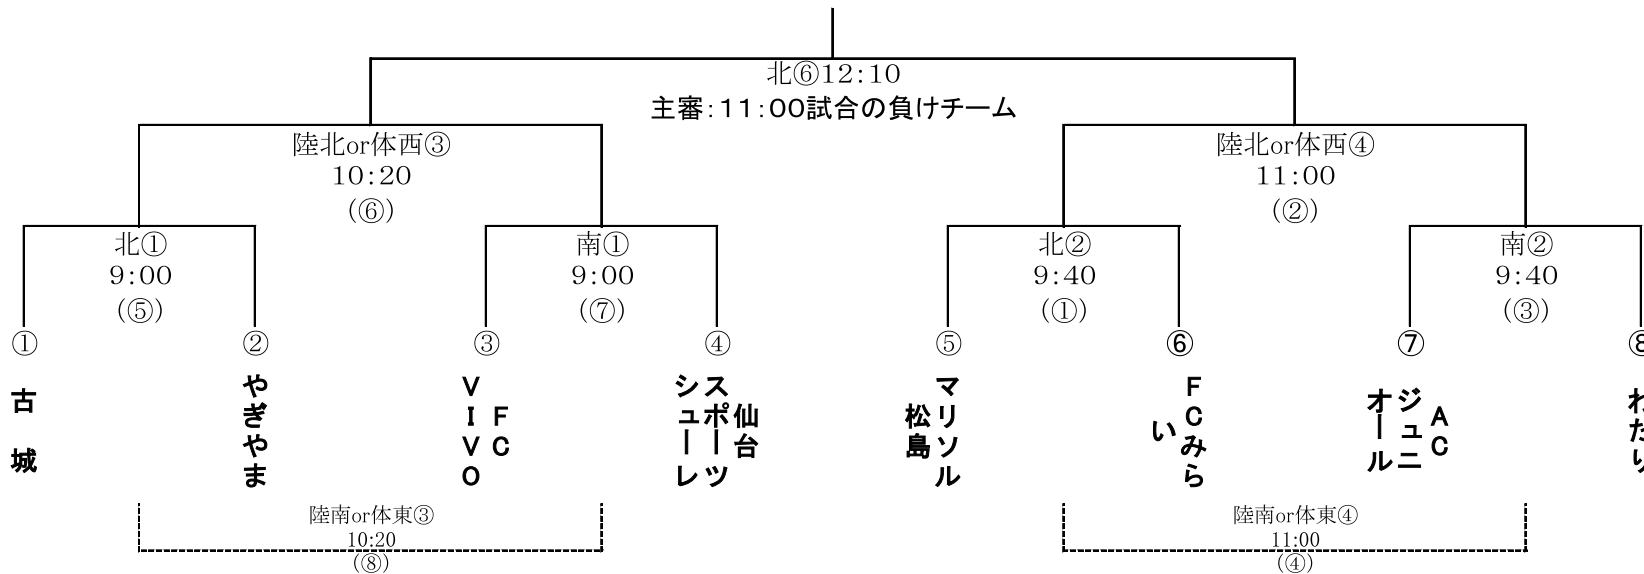 北⑥12:10
主審:11:00試合の負けチーム
陸北or体西③
10:20
(⑥)
陸北or体西④
11:00
(②)
北①
9:00
(⑤)
南①
9:00
(⑦)
北②
9:40
(①)
南②
9:40
(③)
①
②
③
④
⑤
⑥
⑦
⑧
古城
やぎやま
FC
VIVO
仙台
スポーツ
シューレ
マリソル
松島
FCみら
い
AC
ジュニ
オール
わたり
陸南or体東③
10:20
(⑧)
陸南or体東④
11:00
(④)